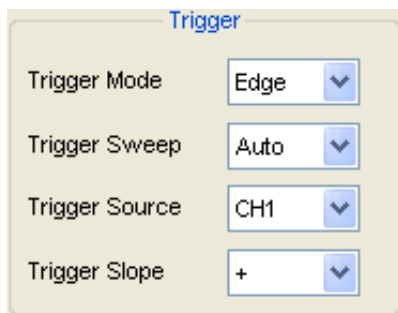 Trigger
Trigger Mode Edge
Trigger Sweep Auto
Trigger Source CH1
Trigger Slope +